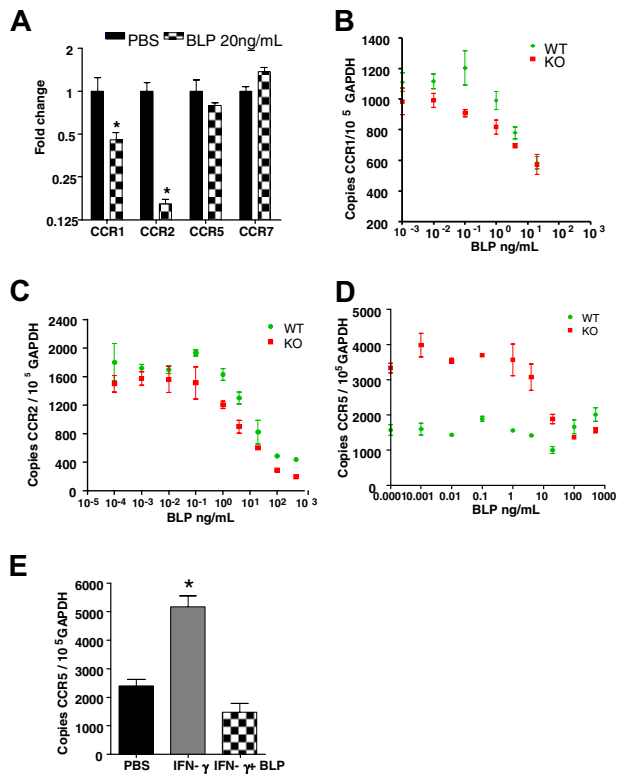 A
PBS BLP 20ng/mL
Fold change
2
1
0.5
0.25
0.125
*
*
CCR1 CCR2 CCR5 CCR7
B
WT
KO
Copies CCR1/10 5 GAPDH
1400
1200
1000
800
600
400
200
10 -3 10 -2 10 -1 10 0 10 1 10 2 10 3
BLP ng/mL
C
WT
KO
Copies CCR2 / 10 5 GAPDH
2400
2000
1600
1200
800
400
0
10 -5 10 -4 10 -3 10 -2 10 -1 10 0 10 1 10 2 10 3
BLP ng/mL
D
WT
KO
Copies CCR5 / 10 5 GAPDH
5000
4000
3000
2000
1000
0
0.0001 0.001 0.01 0.1 1 10 100 1000
BLP ng/mL
E
Copies CCR5 / 10 5 GAPDH
6000
5000
4000
3000
2000
1000
0
*
PBS IFN- γ IFN- γ+ BLP